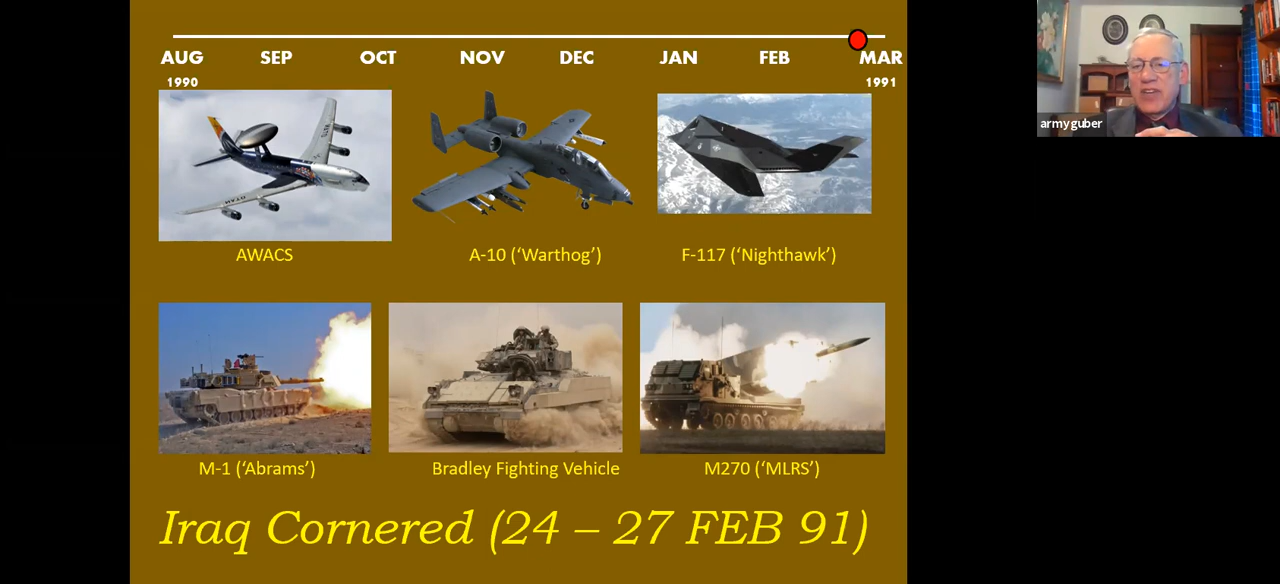 AUG SEP OCT NOV DEC JAN FEB MAR
1990 1991
AWACS A-10 (‘Warthog’) F-117 (‘Nighthawk’)
M-1 (‘Abrams’) Bradley Fighting Vehicle M270 (‘MLRS’)
Iraq Cornered (24 – 27 FEB 91)
armyguber